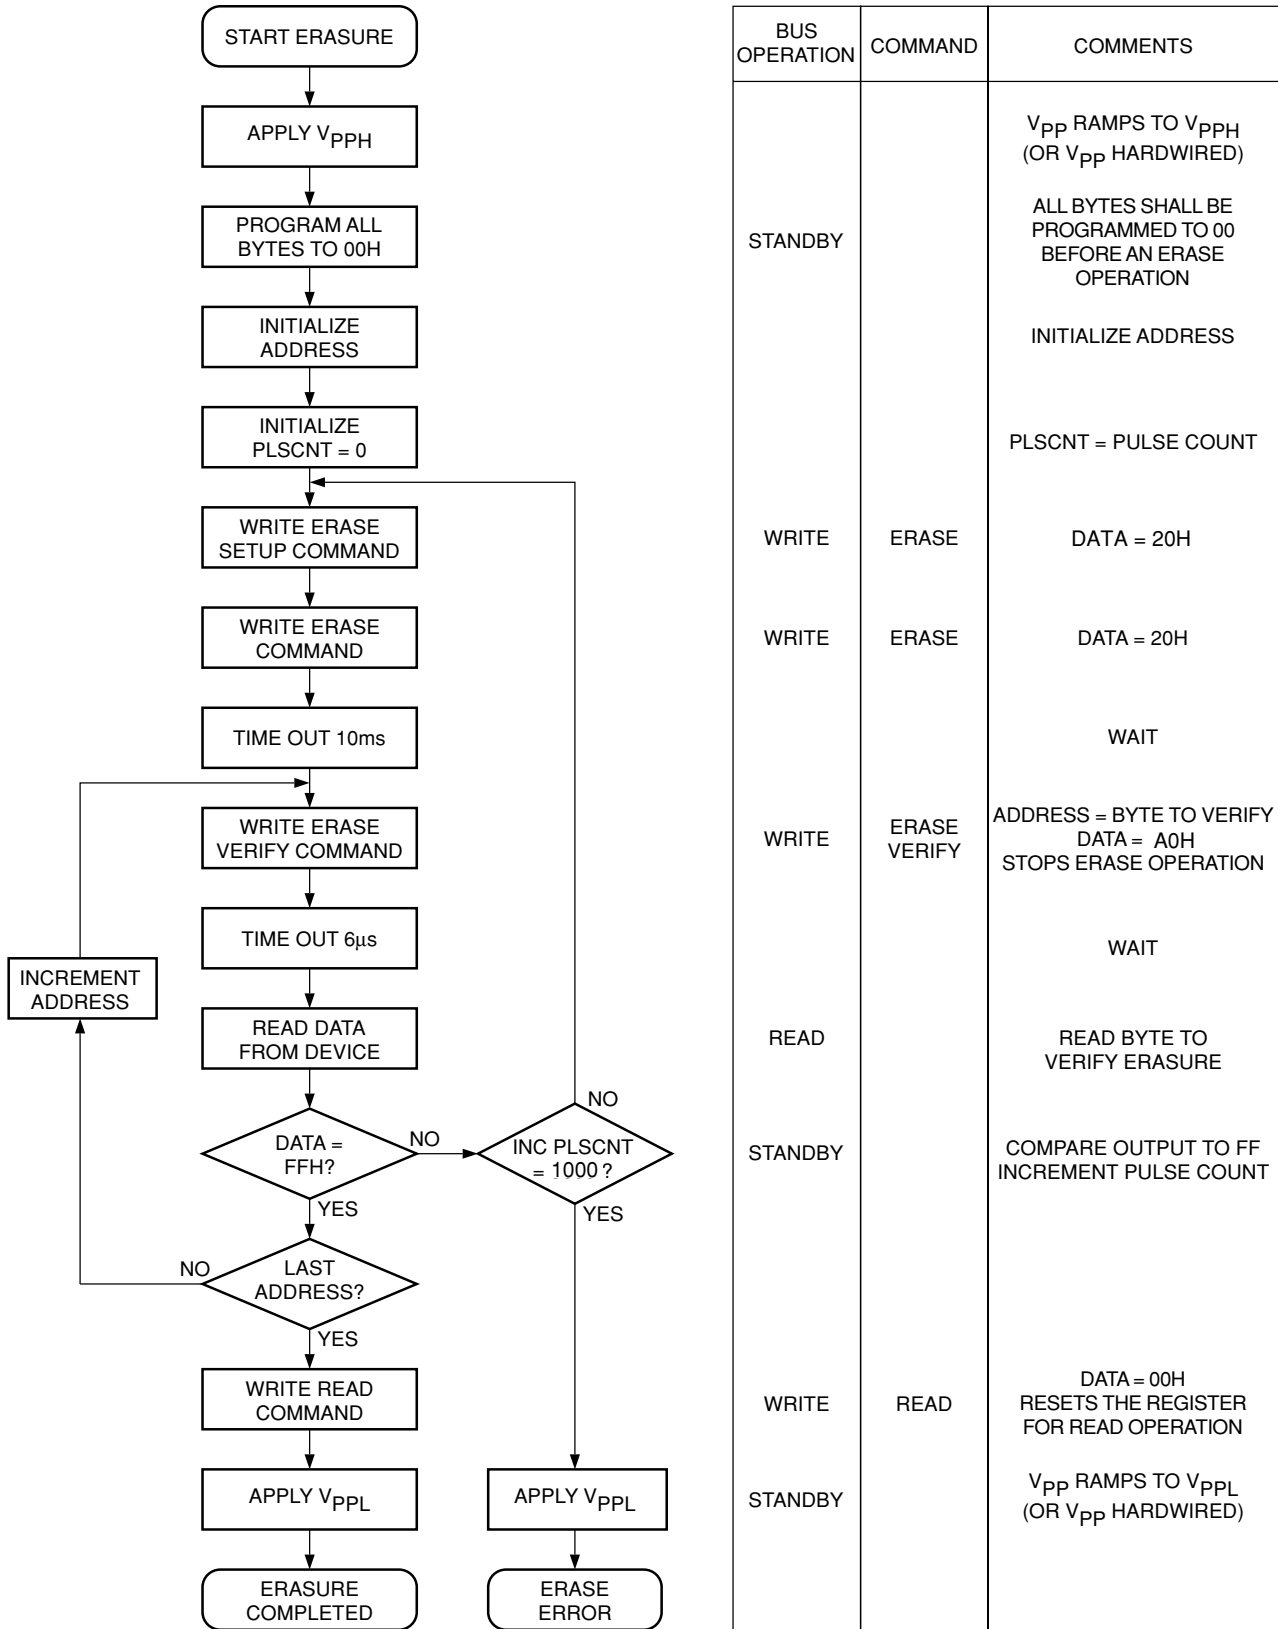 START ERASURE
APPLY VPPH
PROGRAM ALL
BYTES TO 00H
INITIALIZE
ADDRESS
INITIALIZE
PLSCNT = 0
WRITE ERASE
SETUP COMMAND
WRITE ERASE
COMMAND
TIME OUT 10ms
WRITE ERASE
VERIFY COMMAND
TIME OUT 6µs
INCREMENT
ADDRESS
READ DATA
FROM DEVICE
DATA =
FFH?
NO
YES
INC PLSCNT
= 1000 ?
NO
YES
LAST
ADDRESS?
NO
YES
WRITE READ
COMMAND
APPLY VPPL
ERASURE
COMPLETED
APPLY VPPL
ERASE
ERROR
BUS
OPERATION
COMMAND
COMMENTS
VPP RAMPS TO VPPH
(OR VPP HARDWIRED)
STANDBY
ALL BYTES SHALL BE
PROGRAMMED TO 00
BEFORE AN ERASE
OPERATION
INITIALIZE ADDRESS
PLSCNT = PULSE COUNT
WRITE
ERASE
DATA = 20H
WRITE
ERASE
DATA = 20H
WAIT
WRITE
ERASE
VERIFY
ADDRESS = BYTE TO VERIFY
DATA = A0H
STOPS ERASE OPERATION
WAIT
READ
READ BYTE TO
VERIFY ERASURE
STANDBY
COMPARE OUTPUT TO FF
INCREMENT PULSE COUNT
WRITE
READ
DATA = 00H
RESETS THE REGISTER
FOR READ OPERATION
STANDBY
VPP RAMPS TO VPPL
(OR VPP HARDWIRED)